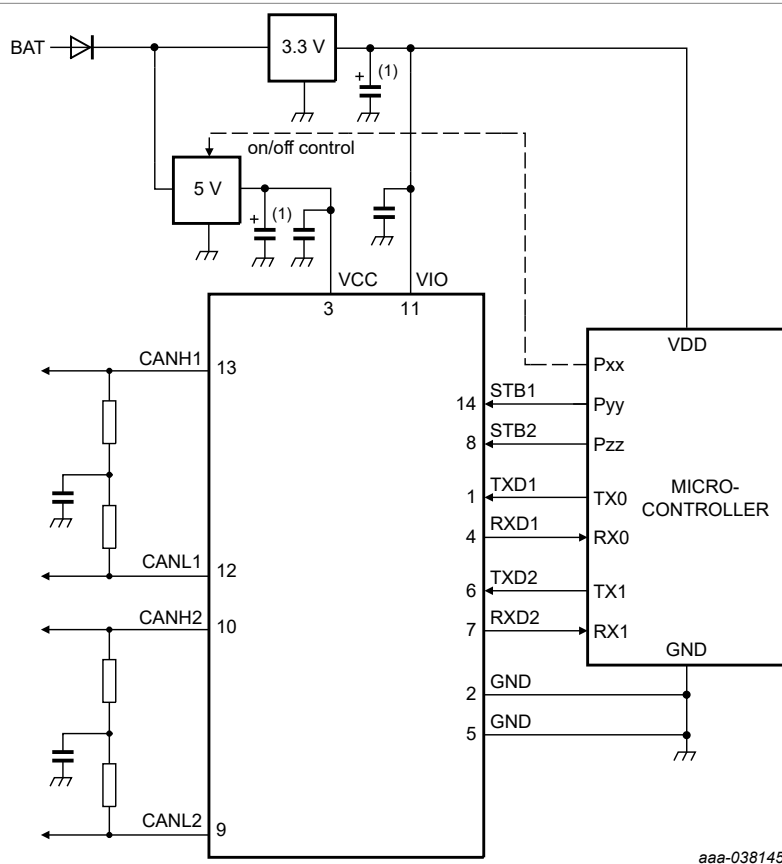 BAT
3.3 V
+ (1)
on/off control
5 V
+ (1)
VCC
VIO
3
11
VDD
CANH1
13
Pxx
14
STB1
Pyy
8
STB2
Pzz
1
TXD1
TX0
MICRO-
CONTROLLER
4
RXD1
RX0
CANL1
12
6
TXD2
TX1
CANH2
10
7
RXD2
RX1
GND
2
GND
5
GND
CANL2
9
aaa-038145